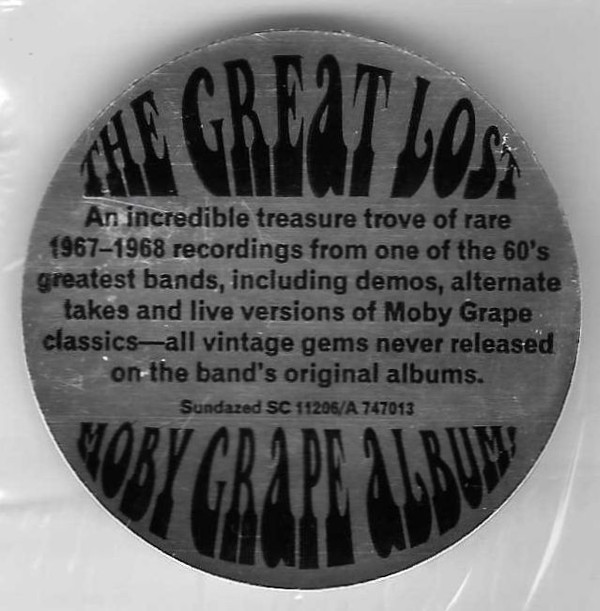 THE GREAT LOST
An incredible treasure trove of rare
1967–1968 recordings from one of the 60's
greatest bands, including demos, alternate
takes and live versions of Moby Grape
classics—all vintage gems never released
on the band's original albums.
Sundazed SC 11206/A 747013
MOBY GRAPE ALBUM!